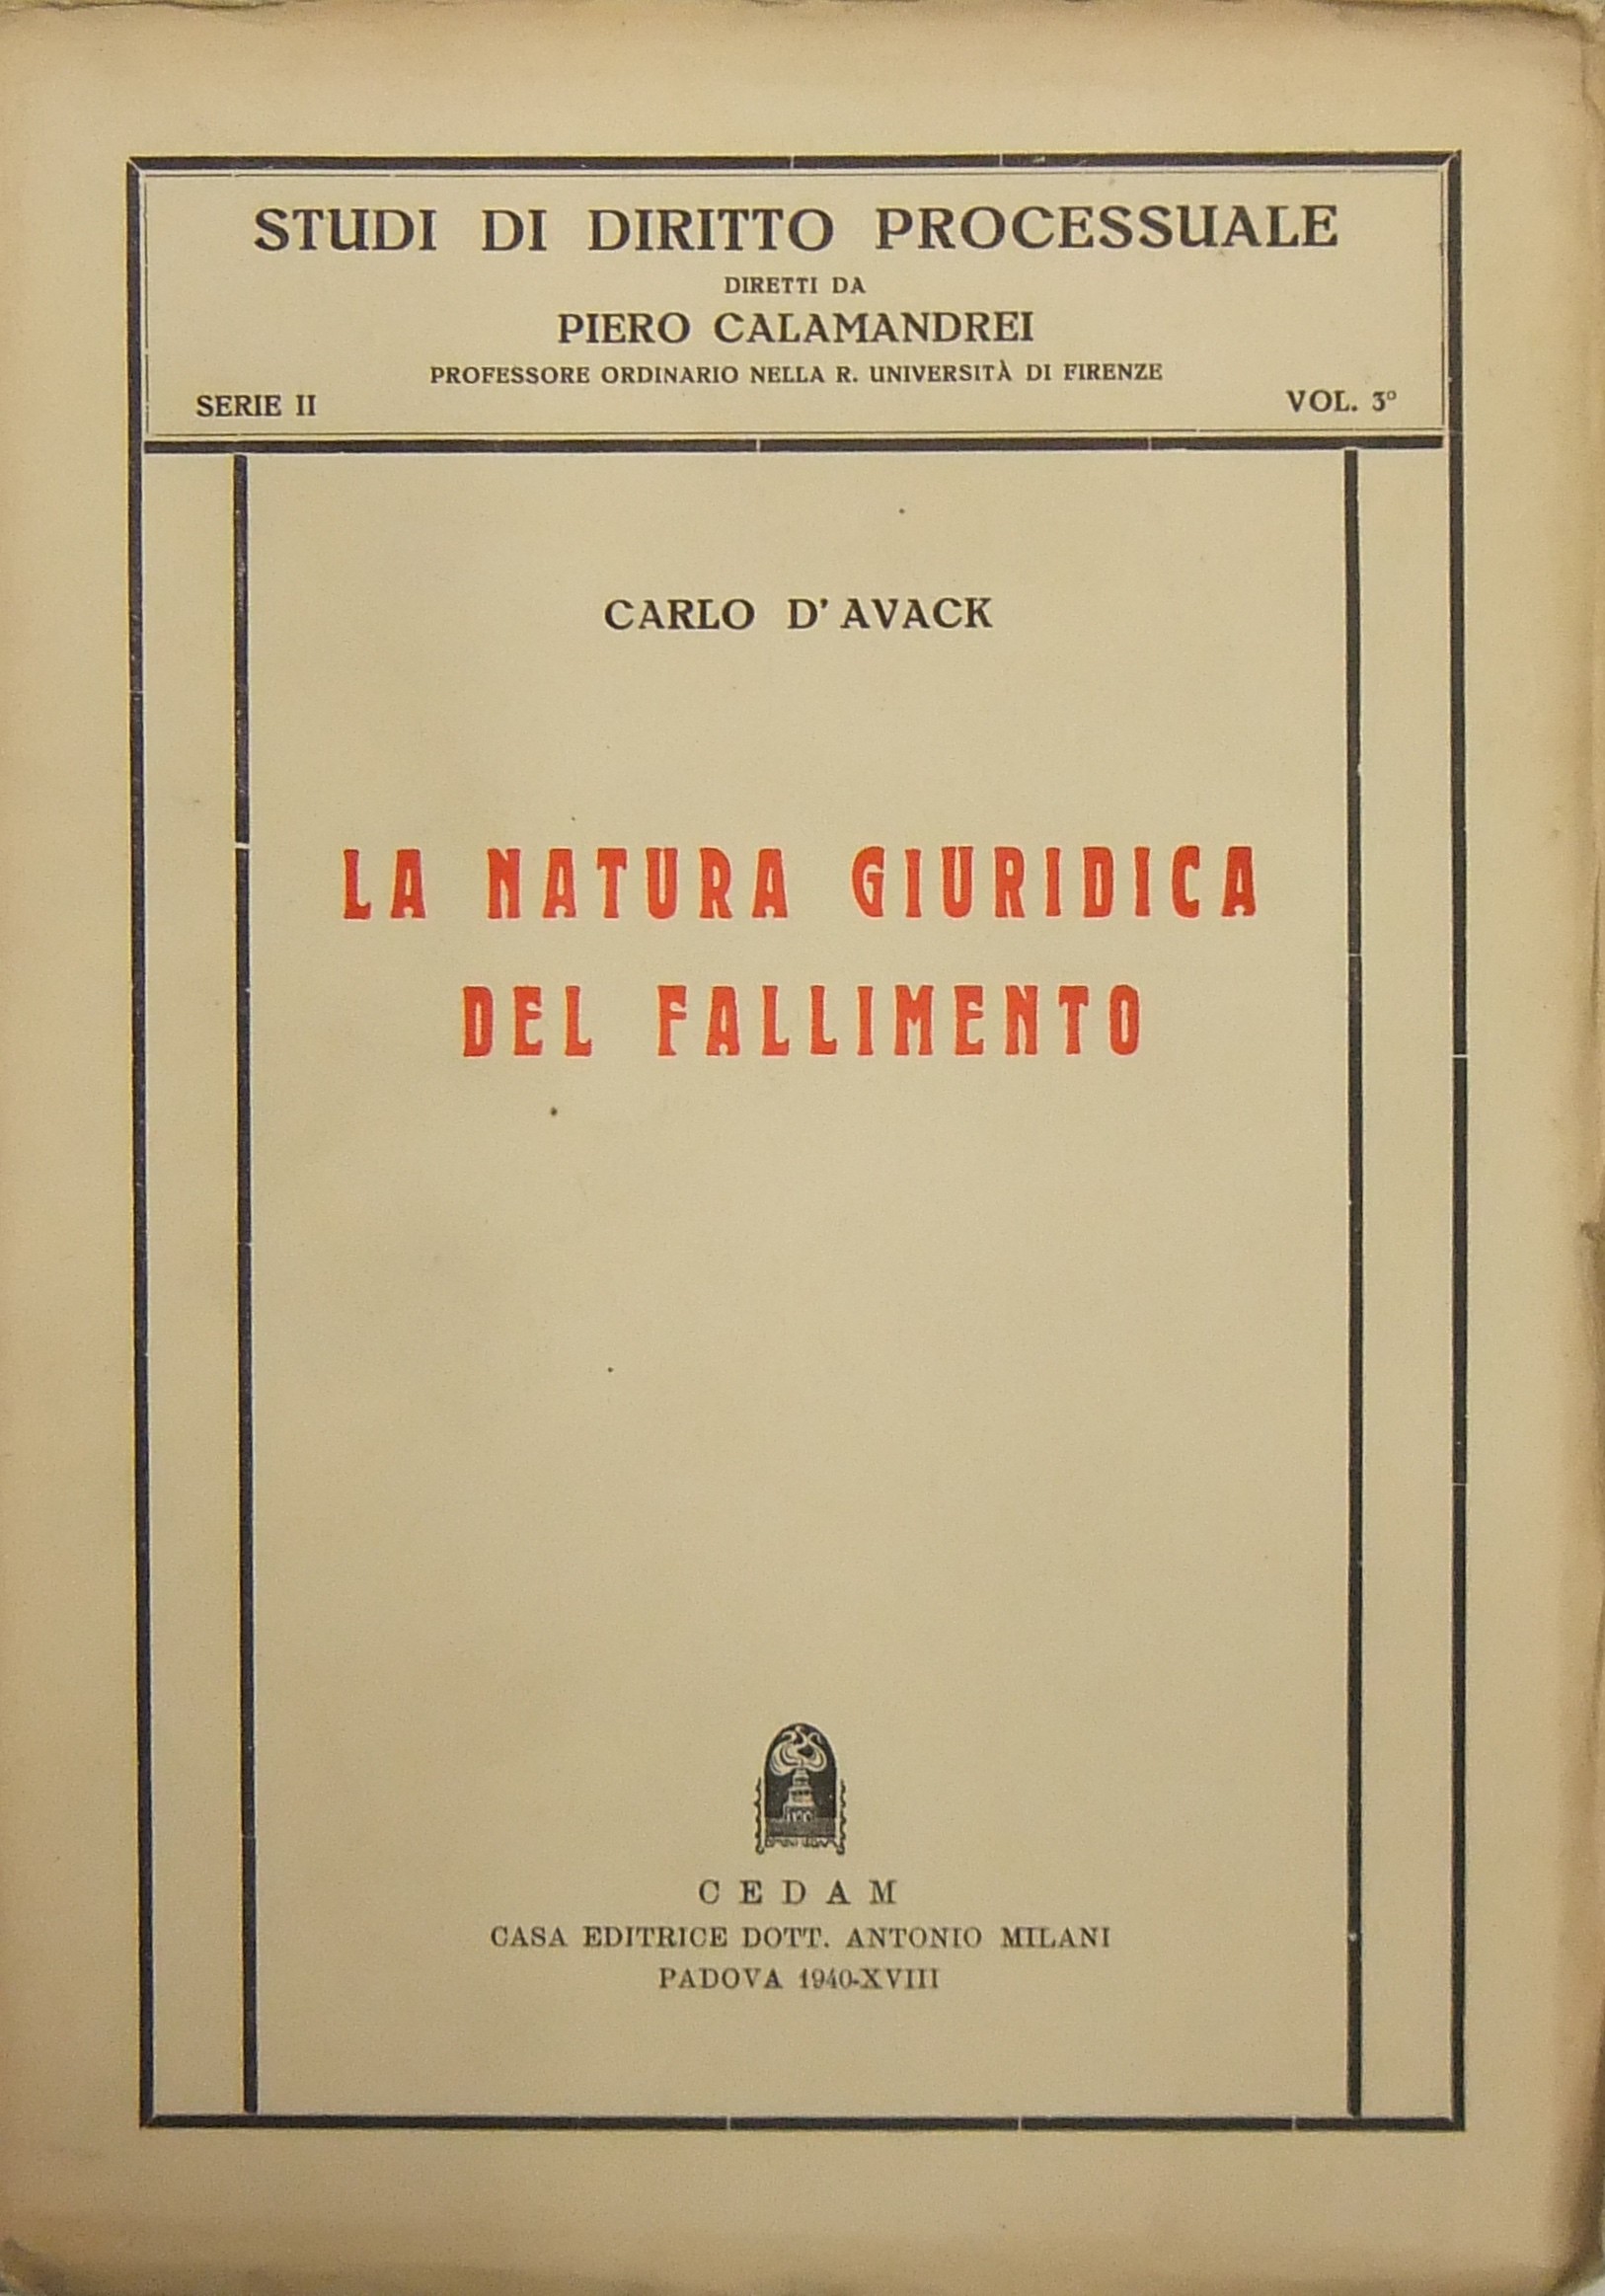 STUDI DI DIRITTO PROCESSUALE
DIRETTI DA
PIERO CALAMANDREI
PROFESSORE ORDINARIO NELLA R. UNIVERSITÀ DI FIRENZE
SERIE II VOL. 3º
CARLO D'AVACK
LA NATURA GIURIDICA
DEL FALLIMENTO
CEDAM
CASA EDITRICE DOTT. ANTONIO MILANI
PADOVA 1940-XVIII